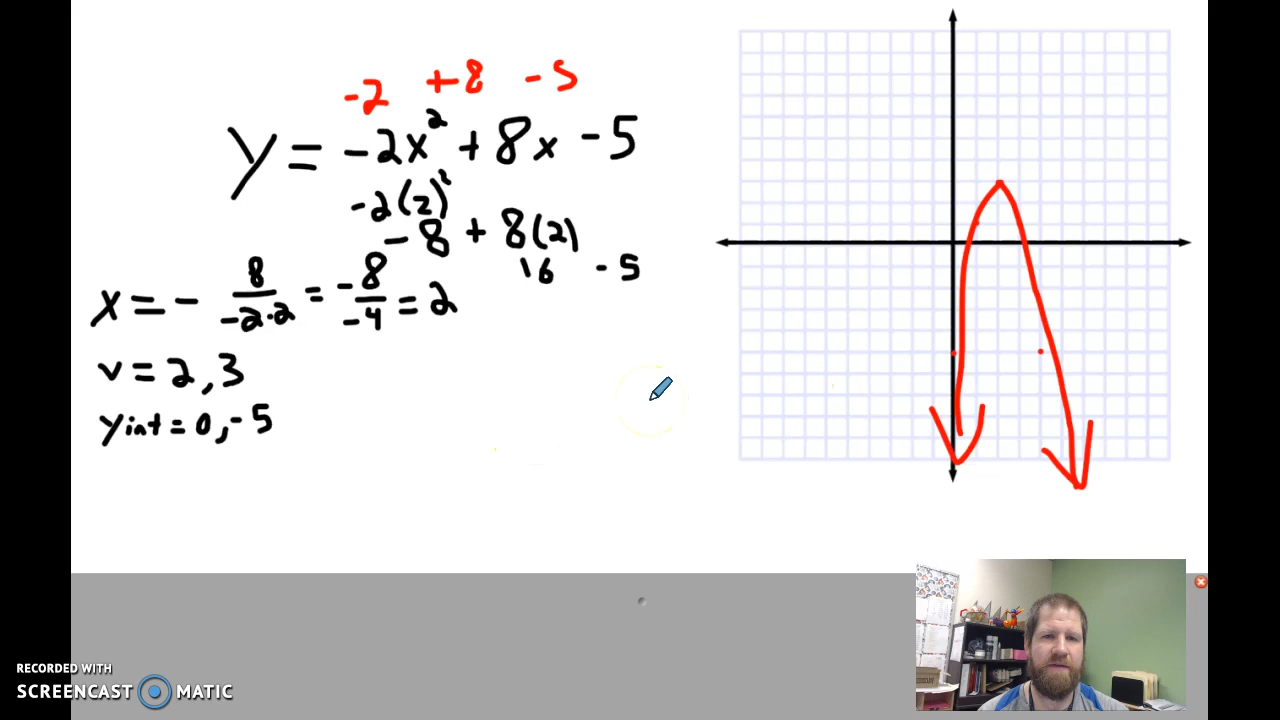 -2 +8 -5
y = -2x² + 8x - 5
-2(2)²
-8 + 8(2)
16 - 5
x = - 8/-2·2 = -8/-4 = 2
v = 2, 3
yint = 0, -5
RECORDED WITH
SCREENCAST MATIC